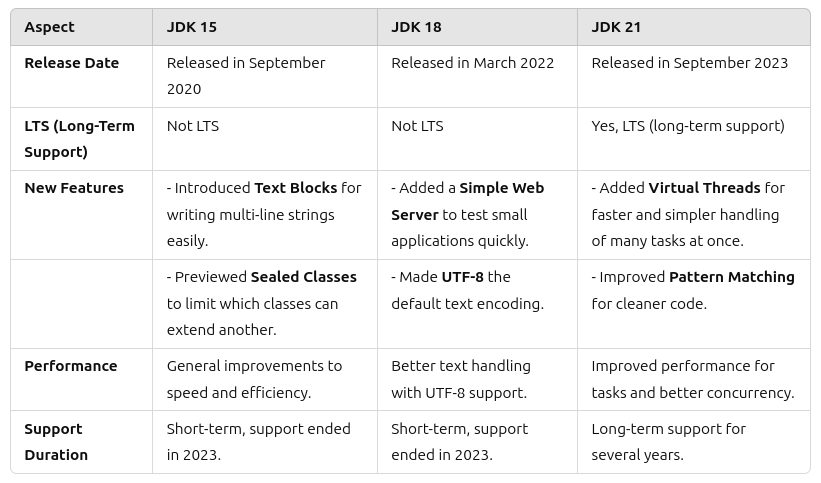 Aspect JDK 15 JDK 18 JDK 21
Release Date Released in September Released in March 2022 Released in September 2023
2020
LTS (Long-Term Not LTS Not LTS Yes, LTS (long-term support)
Support)
New Features - Introduced Text Blocks for - Added a Simple Web - Added Virtual Threads for
writing multi-line strings Server to test small faster and simpler handling
easily. applications quickly. of many tasks at once.
- Previewed Sealed Classes - Made UTF-8 the - Improved Pattern Matching
to limit which classes can default text encoding. for cleaner code.
extend another.
Performance General improvements to Better text handling Improved performance for
speed and efficiency. with UTF-8 support. tasks and better concurrency.
Support Short-term, support ended Short-term, support Long-term support for
Duration in 2023. ended in 2023. several years.